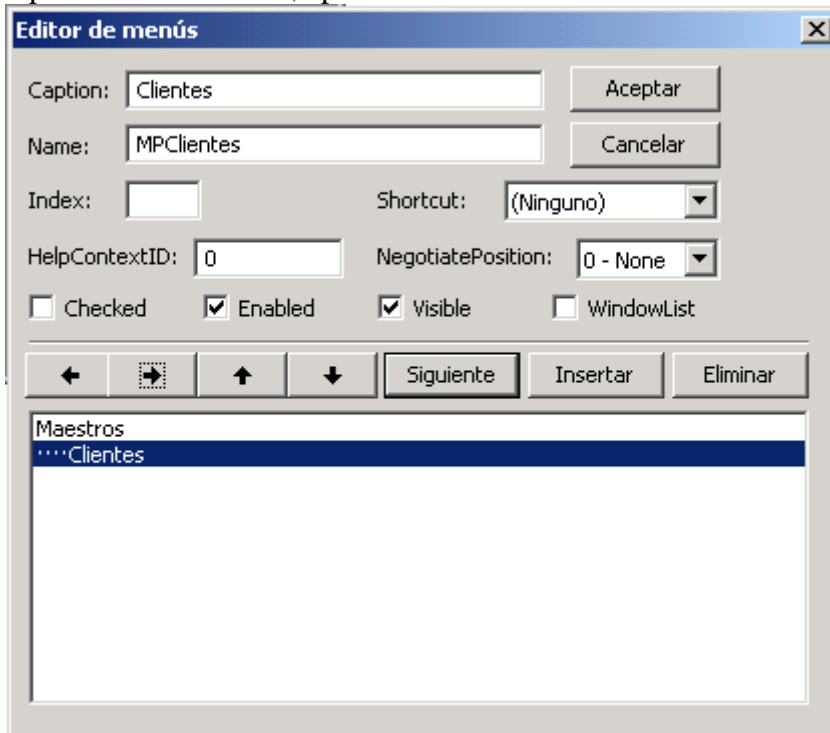 Editor de menús
Caption: Clientes Aceptar
Name: MPClientes Cancelar
Index: Shortcut: (Ninguno)
HelpContextID: 0 NegotiatePosition: 0 - None
Checked Enabled Visible WindowList
Siguiente Insertar Eliminar
Maestros
····Clientes